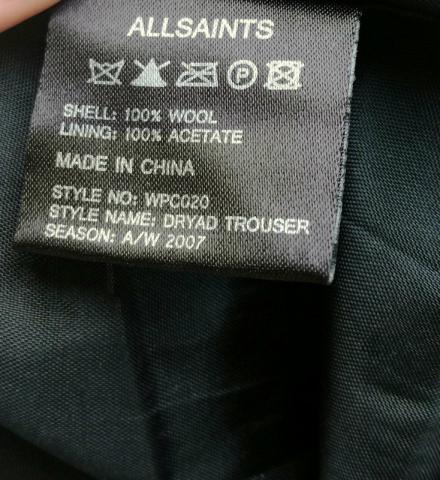 ALLSAINTS
P
SHELL: 100% WOOL
LINING: 100% ACETATE
MADE IN CHINA
STYLE NO: WPC020
STYLE NAME: DRYAD TROUSER
SEASON: A/W 2007